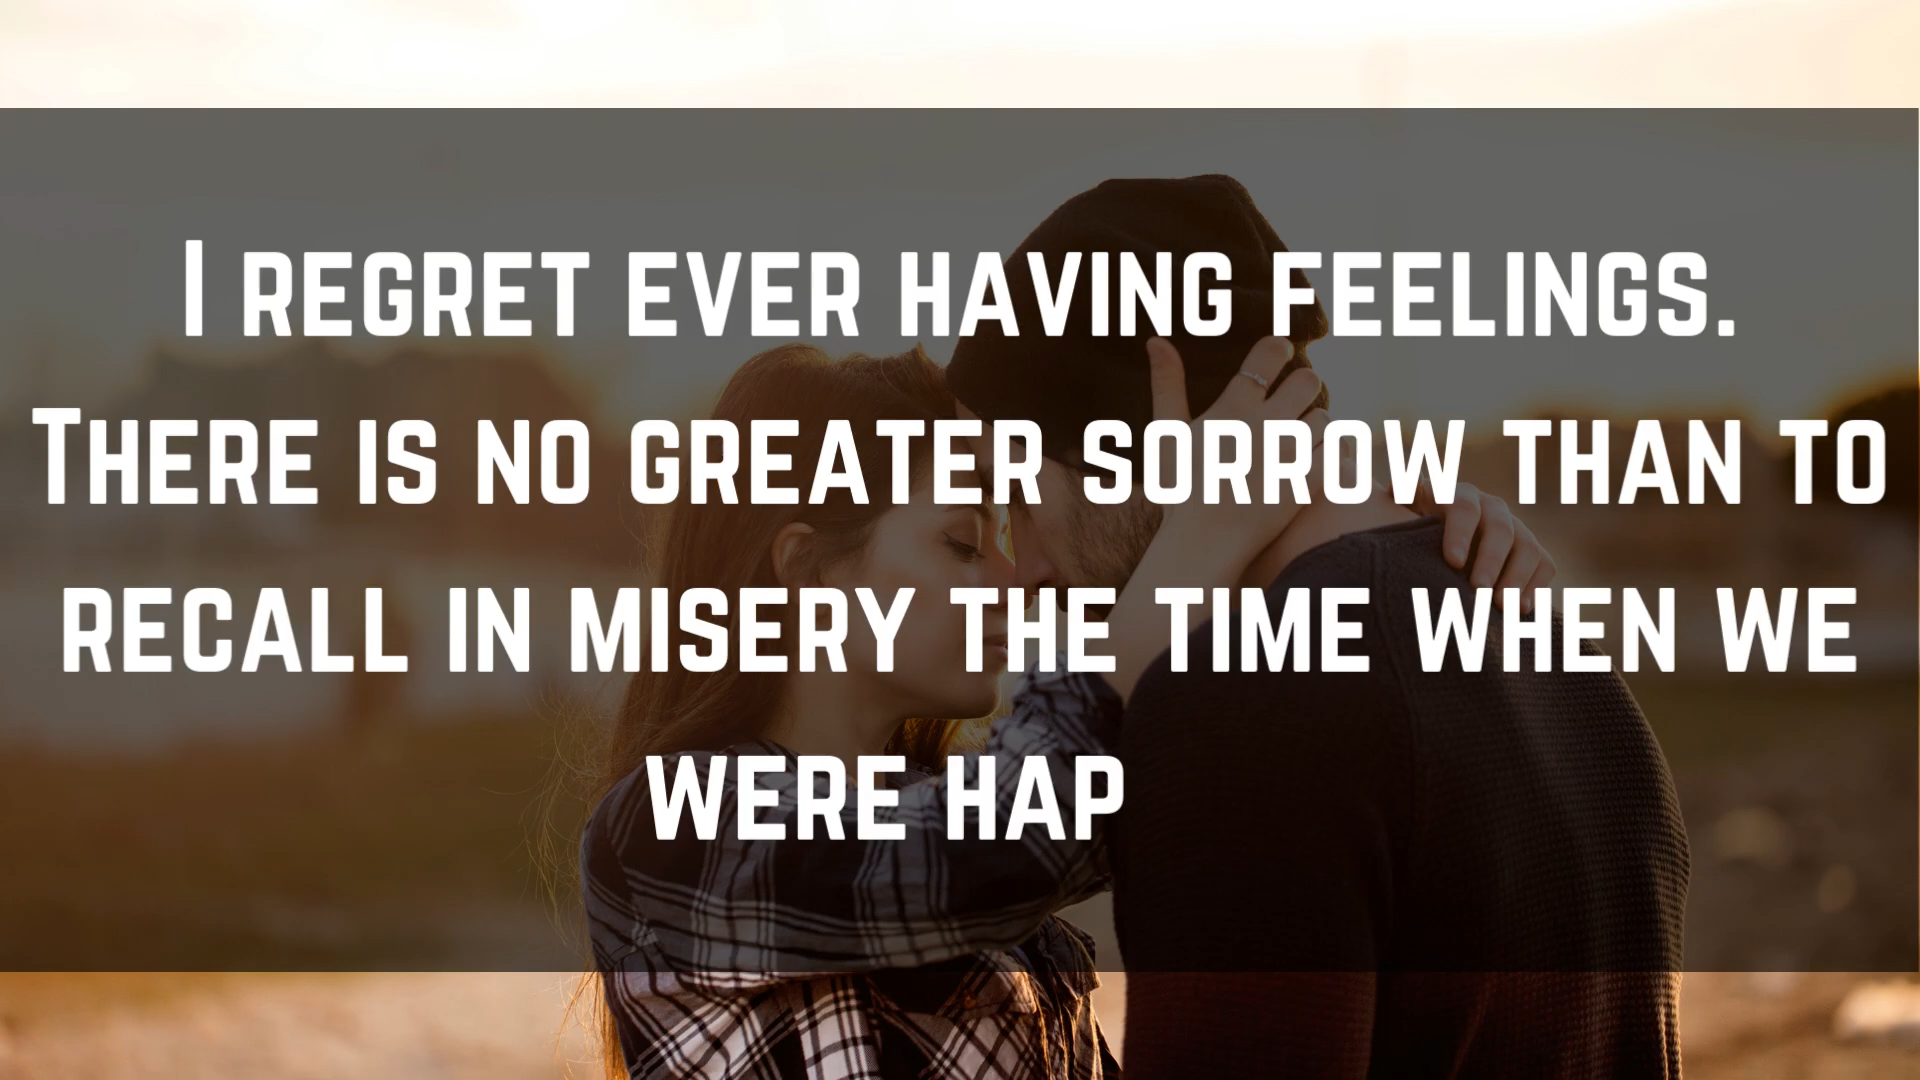 I regret ever having feelings.
There is no greater sorrow than to
recall in misery the time when we
were hap